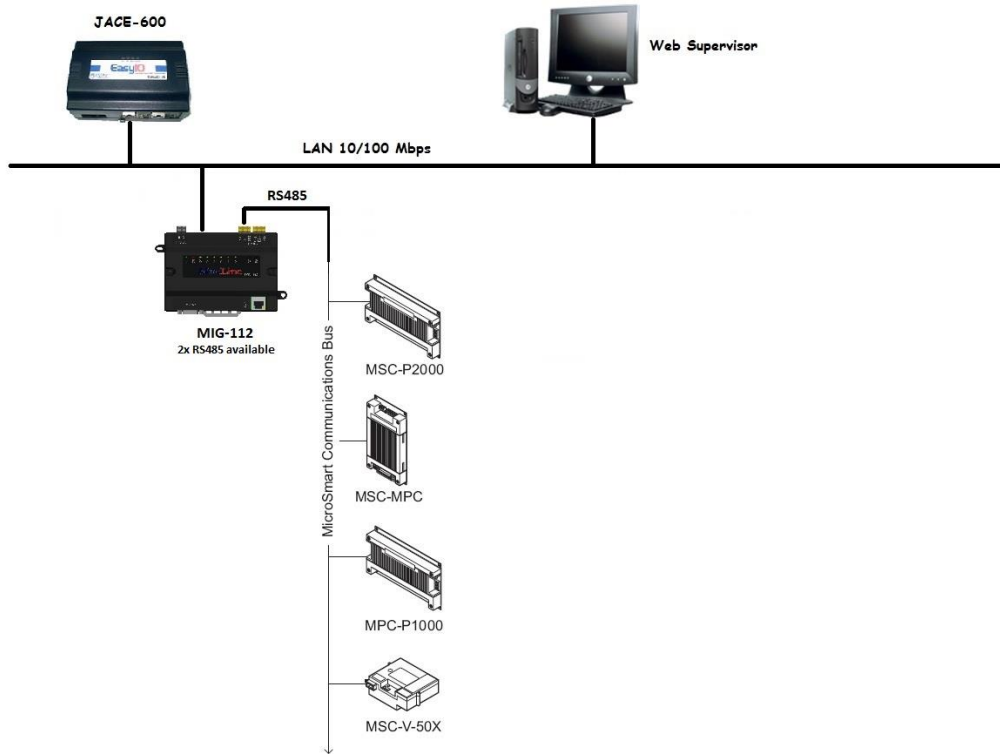 JACE-600
EasyIO
Web Supervisor
LAN 10/100 Mbps
RS485
MIG-112
2x RS485 available
MicroSmart Communications Bus
MSC-P2000
MSC-MPC
MPC-P1000
MSC-V-50X